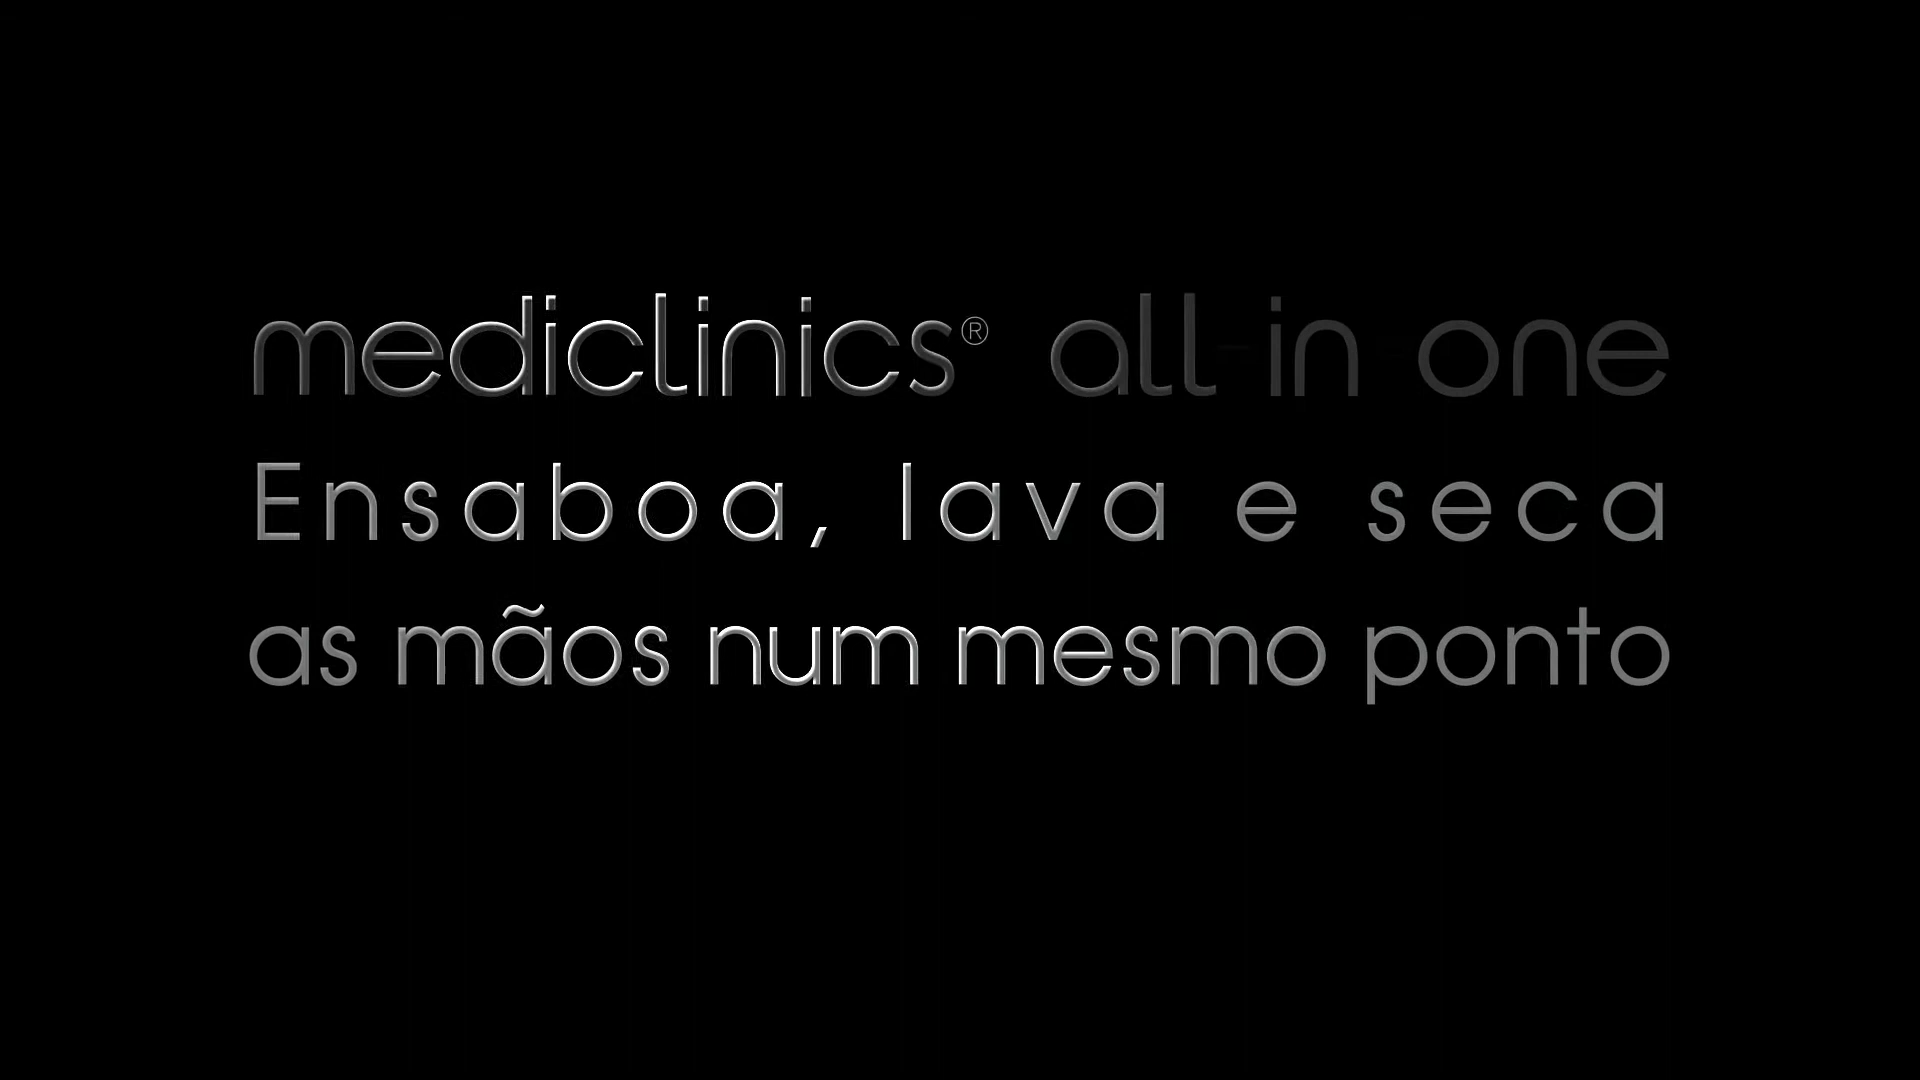 mediclinics® all in one
Ensaboa, lava e seca
as mãos num mesmo ponto